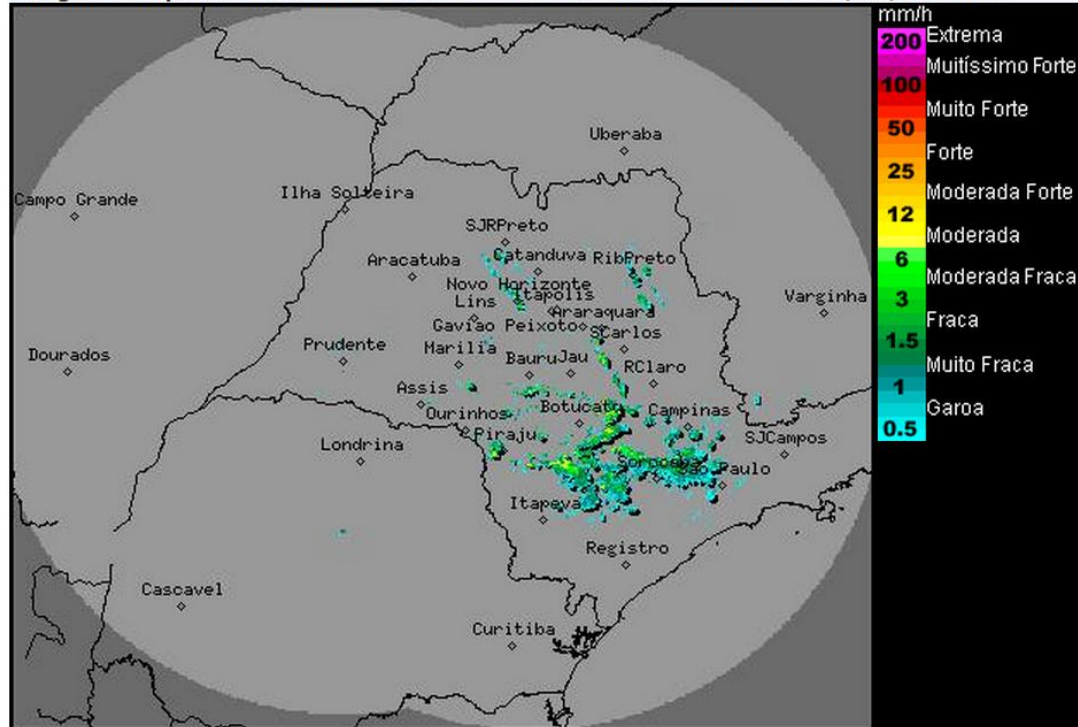 mm/h
200 Extrema
Muitíssimo Forte
100
Muito Forte
50
Forte
25
Moderada Forte
12
Moderada
6
Moderada Fraca
3
Fraca
1.5
Muito Fraca
1
Garoa
0.5
Uberaba
Ilha Solteira
Campo Grande
SJRPreto
Catanduva
RibPreto
Aracatuba
Novo Horizonte
Itapolis
Lins
Araraquara
Varginha
Gaviao Peixoto
SCarlos
Prudente
Marilia
Dourados
Bauru
Jau
RClaro
Assis
Botucatu
Campinas
Ourinhos
Piraju
SJCampos
Londrina
Sorocaba
Sao Paulo
Itapeva
Registro
Cascavel
Curitiba